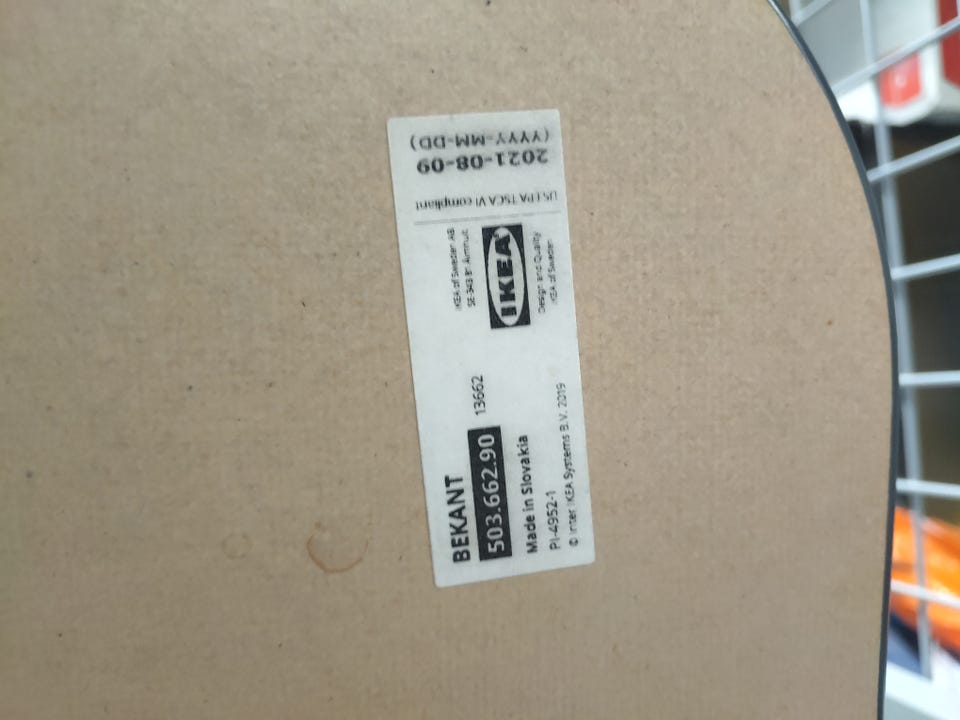 BEKANT
503.662.90 13662
Made in Slovakia
PI-4952-1
© Inter IKEA Systems B.V. 2019
IKEA of Sweden AB
SE-343 81 Älmhult
IKEA
Design and Quality
IKEA of Sweden
US EPA TSCA VI compliant
2021-08-09
(YYYY-MM-DD)